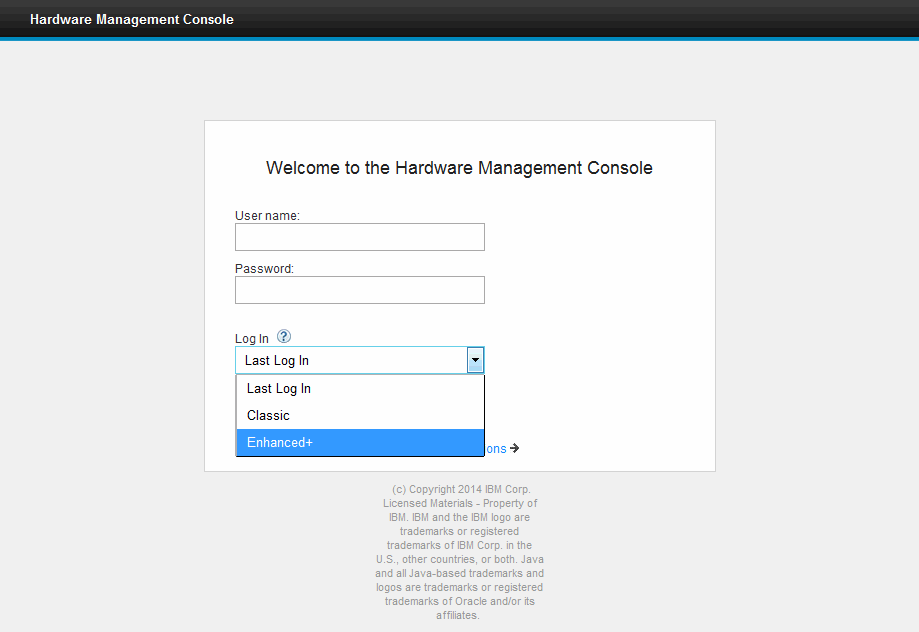 Hardware Management Console
Welcome to the Hardware Management Console
User name:
Password:
Log In ?
Last Log In
Last Log In
Classic
Enhanced+
ons
(c) Copyright 2014 IBM Corp.
Licensed Materials - Property of
IBM. IBM and the IBM logo are
trademarks or registered
trademarks of IBM Corp. in the
U.S., other countries, or both. Java
and all Java-based trademarks and
logos are trademarks or registered
trademarks of Oracle and/or its
affiliates.